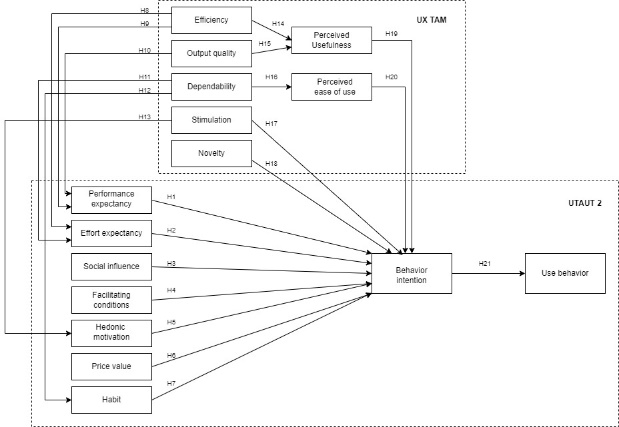 H8
H9
H10
H11
H12
H13
Efficiency
Output quality
Dependability
Stimulation
Novelty
H14
H15
H16
H17
H18
Perceived
Usefulness
Perceived
ease of use
H19
H20
UX TAM
UTAUT 2
Performance
expectancy
Effort expectancy
Social influence
Facilitating
conditions
Hedonic
motivation
Price value
Habit
H1
H2
H3
H4
H5
H6
H7
Behavior
intention
H21
Use behavior